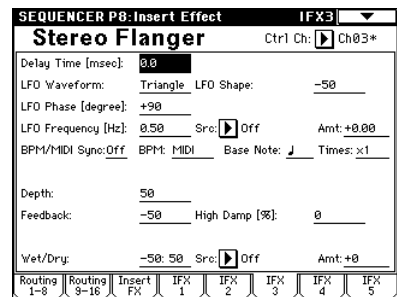 SEQUENCER P8:Insert Effect IFX3
Stereo Flanger Ctrl Ch: Ch03*
Delay Time [msec]: 0.0
LFO Waveform: Triangle LFO Shape: -50
LFO Phase [degree]: +90
LFO Frequency [Hz]: 0.50 Src: Off Amt: +0.00
BPM/MIDI Sync: Off BPM: MIDI Base Note: ♩ Times: x1
Depth: 50
Feedback: -50 High Damp [%]: 0
Wet/Dry: -50: 50 Src: Off Amt: +0
Routing 1-8 Routing 9-16 Insert FX IFX 1 IFX 2 IFX 3 IFX 4 IFX 5